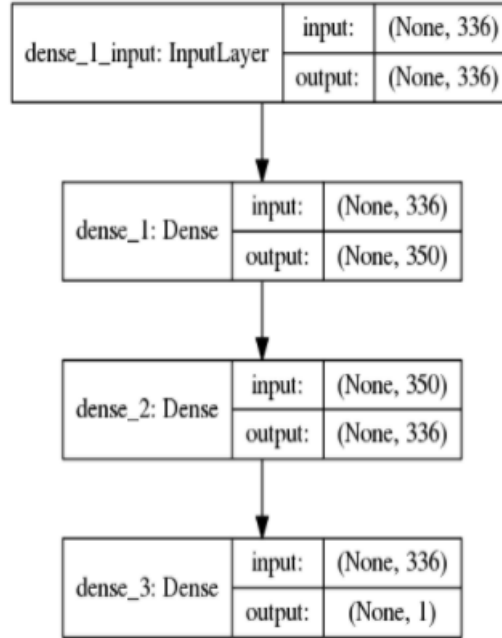 dense_1_input: InputLayer
input: (None, 336)
output: (None, 336)
dense_1: Dense
input: (None, 336)
output: (None, 350)
dense_2: Dense
input: (None, 350)
output: (None, 336)
dense_3: Dense
input: (None, 336)
output: (None, 1)